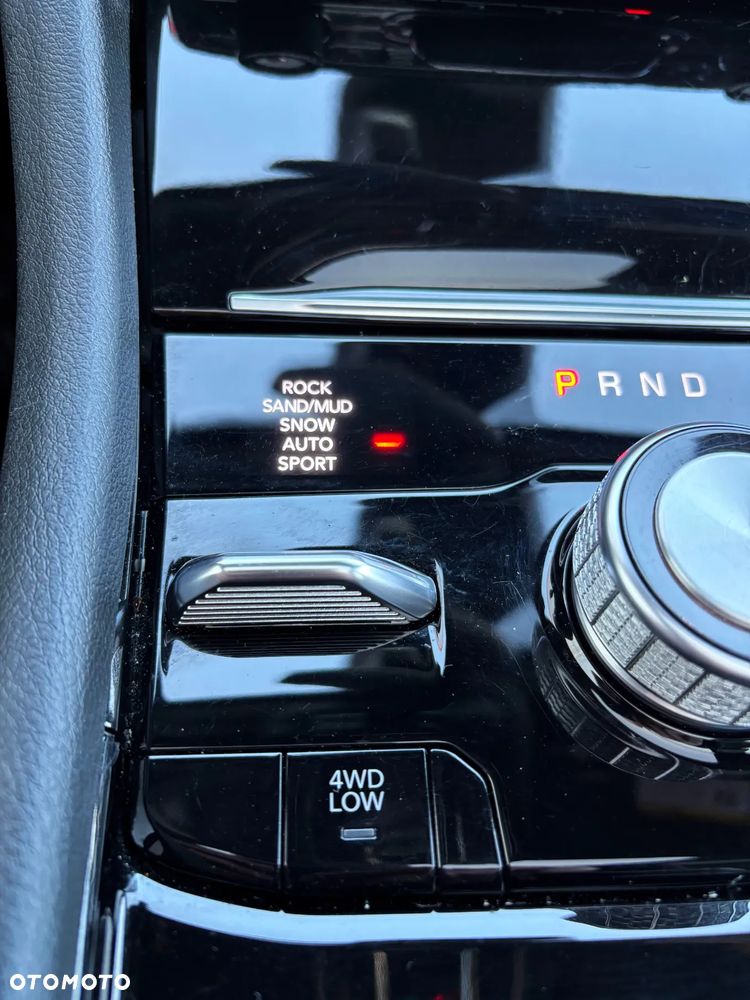 ROCK
SAND/MUD
SNOW
AUTO
SPORT
P R N D
4WD
LOW
OTOMOTO